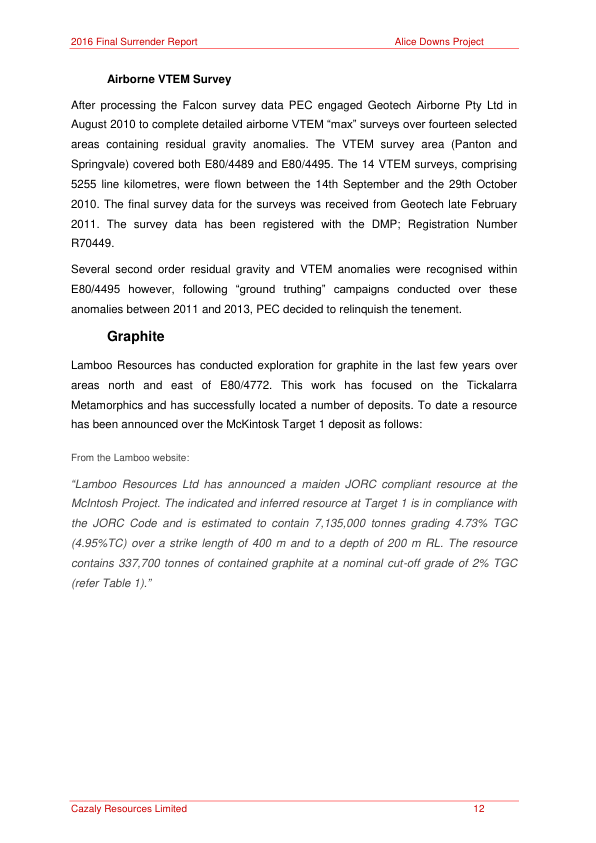 2016 Final Surrender Report Alice Downs Project
Airborne VTEM Survey
After processing the Falcon survey data PEC engaged Geotech Airborne Pty Ltd in
August 2010 to complete detailed airborne VTEM “max” surveys over fourteen selected
areas containing residual gravity anomalies. The VTEM survey area (Panton and
Springvale) covered both E80/4489 and E80/4495. The 14 VTEM surveys, comprising
5255 line kilometres, were flown between the 14th September and the 29th October
2010. The final survey data for the surveys was received from Geotech late February
2011. The survey data has been registered with the DMP; Registration Number
R70449.
Several second order residual gravity and VTEM anomalies were recognised within
E80/4495 however, following “ground truthing” campaigns conducted over these
anomalies between 2011 and 2013, PEC decided to relinquish the tenement.
Graphite
Lamboo Resources has conducted exploration for graphite in the last few years over
areas north and east of E80/4772. This work has focused on the Tickalarra
Metamorphics and has successfully located a number of deposits. To date a resource
has been announced over the McKintosk Target 1 deposit as follows:
From the Lamboo website:
“Lamboo Resources Ltd has announced a maiden JORC compliant resource at the
McIntosh Project. The indicated and inferred resource at Target 1 is in compliance with
the JORC Code and is estimated to contain 7,135,000 tonnes grading 4.73% TGC
(4.95%TC) over a strike length of 400 m and to a depth of 200 m RL. The resource
contains 337,700 tonnes of contained graphite at a nominal cut-off grade of 2% TGC
(refer Table 1).”
Cazaly Resources Limited 12